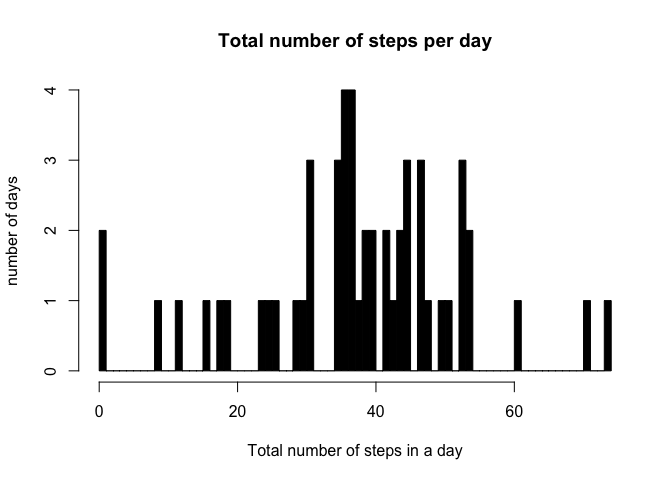 Total number of steps per day
number of days
4
3
2
1
0
0 20 40 60
Total number of steps in a day